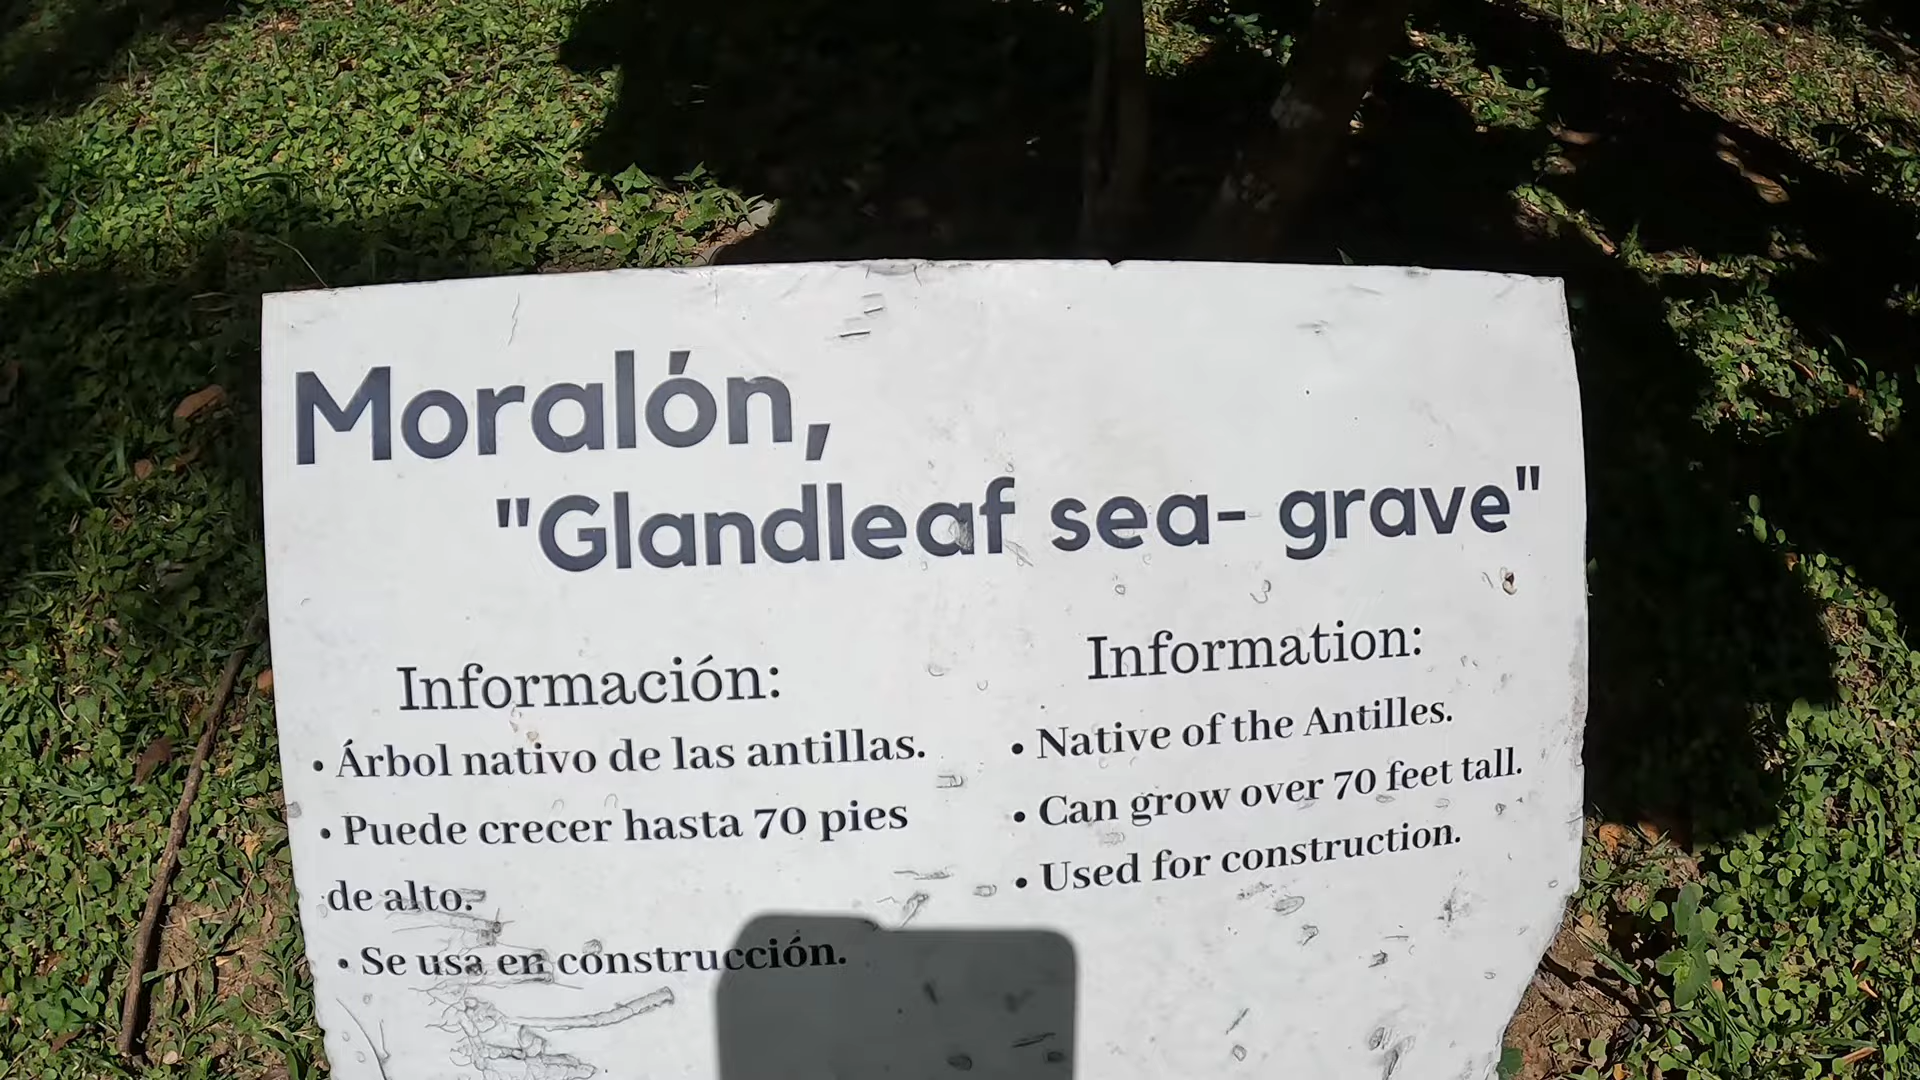 Moralón,
"Glandleaf sea- grave"
Información:
• Árbol nativo de las antillas.
• Puede crecer hasta 70 pies
de alto.
• Se usa en construcción.
Information:
• Native of the Antilles.
• Can grow over 70 feet tall.
• Used for construction.